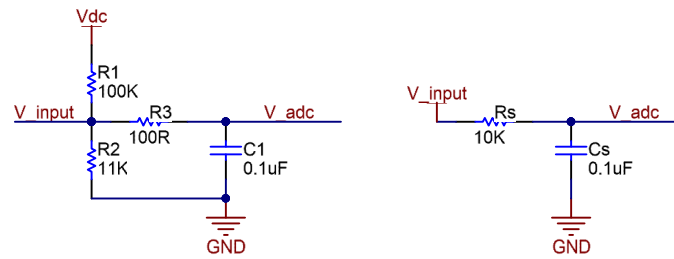 Vdc
R1
100K
V_input
R3
100R
V_adc
R2
11K
C1
0.1uF
GND
V_input
Rs
10K
V_adc
Cs
0.1uF
GND